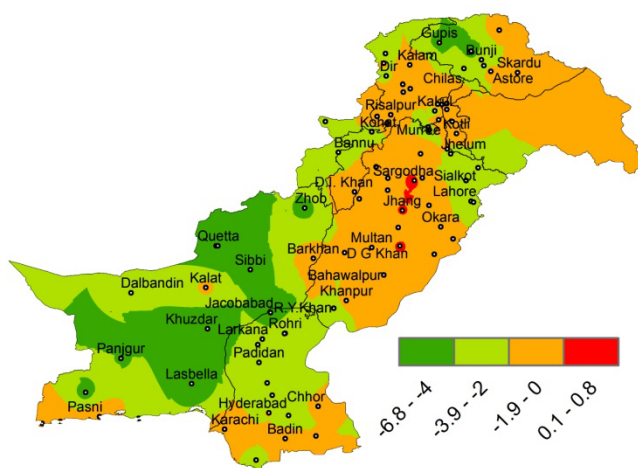 Gupis
Kalam
Bunji
Dir
Skardu
Chilas
Astore
Risalpur
Kakul
Kohat
Kotli
Murree
Bannu
Jhelum
Sargodha
Sialkot
D.I. Khan
Lahore
Zhob
Jhang
Okara
Quetta
Multan
Barkhan
D G Khan
Sibbi
Bahawalpur
Kalat
Dalbandin
Khanpur
Jacobabad
R.Y.Khan
Khuzdar
Larkana
Rohri
Panjgur
Padidan
Lasbella
Hyderabad
Chhor
Pasni
Karachi
Badin
-6.8 - -4
-3.9 - -2
-1.9 - 0
0.1 - 0.8